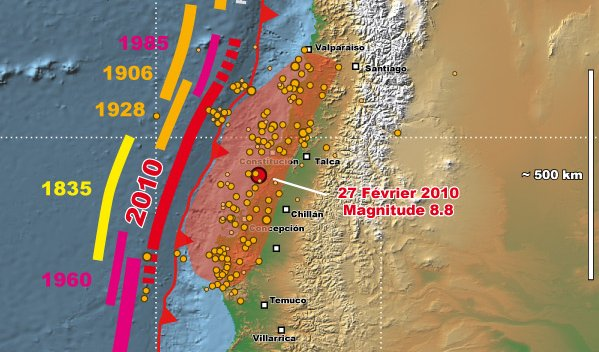 1985
Valparaiso
Santiago
1906
1928
Constitución
Talca
~ 500 km
1835
2010
27 Février 2010
Magnitude 8.8
Chillán
Concepción
1960
Temuco
Villarrica